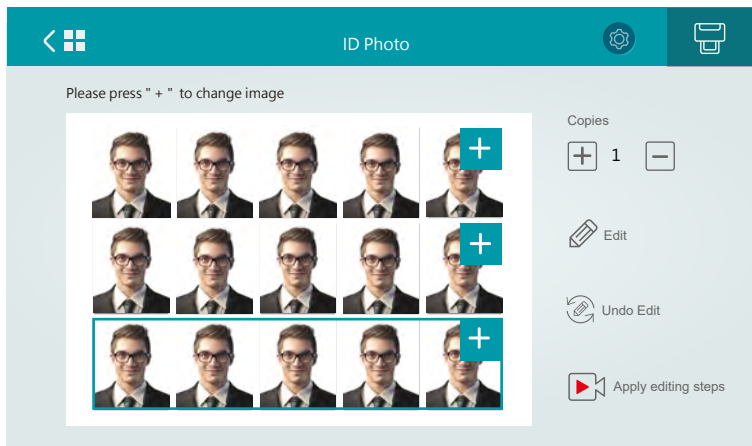 ID Photo
Please press " + " to change image
Copies
1
Edit
Undo Edit
Apply editing steps